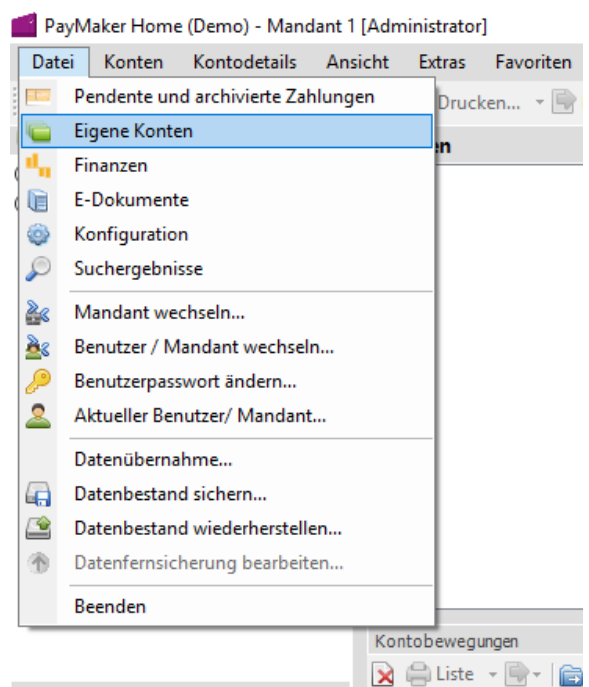 PayMaker Home (Demo) - Mandant 1 [Administrator]
Datei Konten Kontodetails Ansicht Extras Favoriten
Pendente und archivierte Zahlungen
Drucken...
Eigene Konten
Finanzen
E-Dokumente
Konfiguration
Suchergebnisse
Mandant wechseln...
Benutzer / Mandant wechseln...
Benutzerpasswort ändern...
Aktueller Benutzer/ Mandant...
Datenübernahme...
Datenbestand sichern...
Datenbestand wiederherstellen...
Datenfernsicherung bearbeiten...
Beenden
Kontobewegungen
Liste